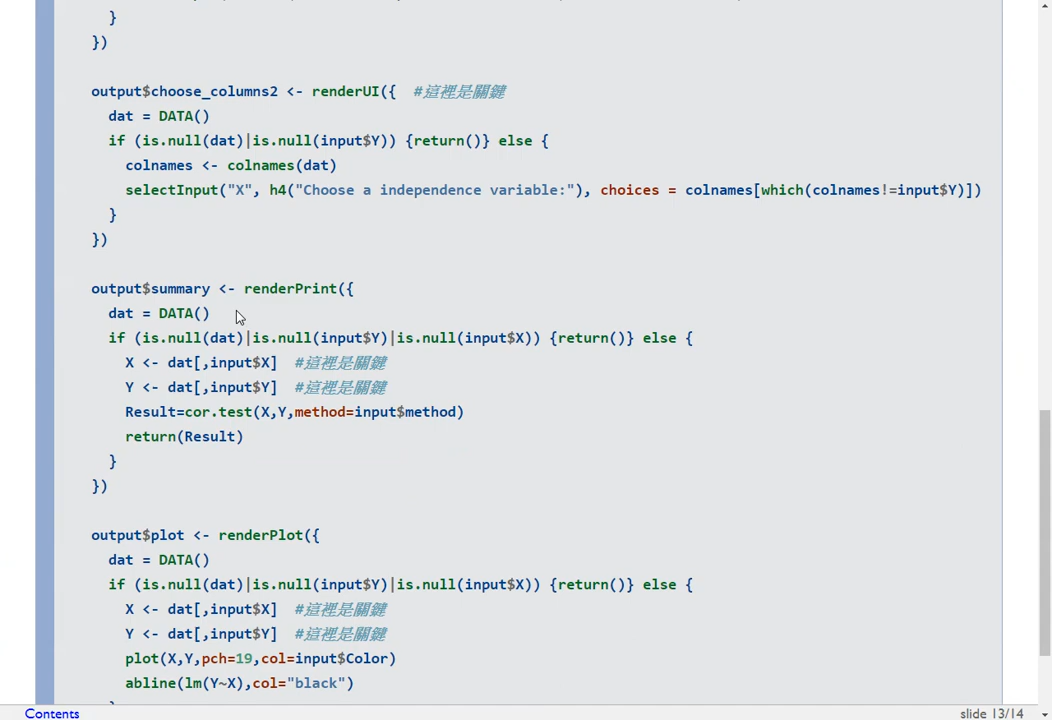 }
})
output$choose_columns2 <- renderUI({  #這裡是關鍵
dat = DATA()
if (is.null(dat)|is.null(input$Y)) {return()} else {
colnames <- colnames(dat)
selectInput("X", h4("Choose a independence variable:"), choices = colnames[which(colnames!=input$Y)])
}
})
output$summary <- renderPrint({
dat = DATA()
if (is.null(dat)|is.null(input$Y)|is.null(input$X)) {return()} else {
X <- dat[,input$X]  #這裡是關鍵
Y <- dat[,input$Y]  #這裡是關鍵
Result=cor.test(X,Y,method=input$method)
return(Result)
}
})
output$plot <- renderPlot({
dat = DATA()
if (is.null(dat)|is.null(input$Y)|is.null(input$X)) {return()} else {
X <- dat[,input$X]  #這裡是關鍵
Y <- dat[,input$Y]  #這裡是關鍵
plot(X,Y,pch=19,col=input$Color)
abline(lm(Y~X),col="black")
Contents
slide 13/14